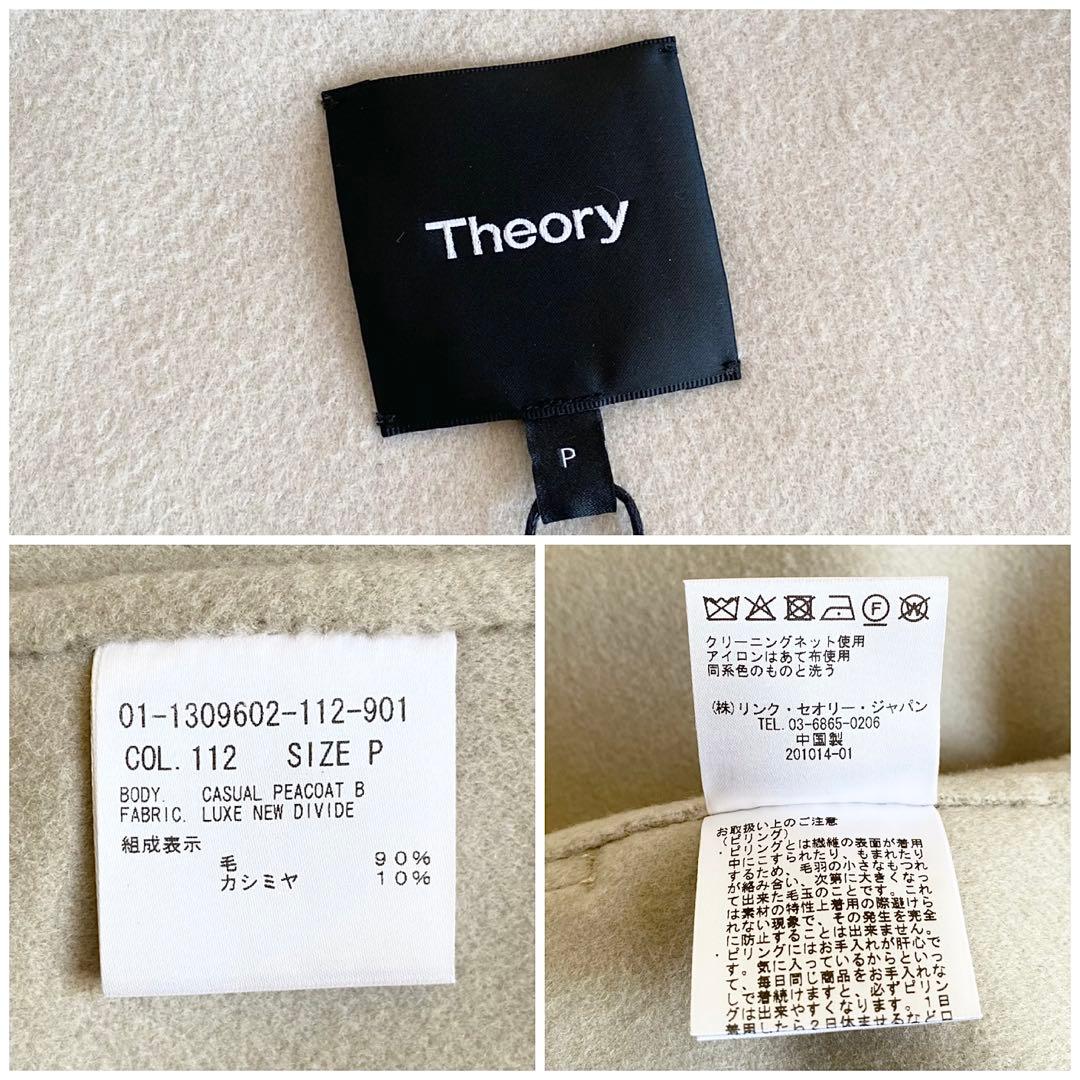 Theory
P
01-1309602-112-901
COL. 112 SIZE P
BODY. CASUAL PEACOAT B
FABRIC. LUXE NEW DIVIDE
組成表示
毛 90%
カシミヤ 10%
F W
クリーニングネット使用
アイロンはあて布使用
同系色のものと洗う
(株)リンク・セオリー・ジャパン
TEL. 03-6865-0206
中国製
201014-01
お取扱い上のご注意
(ピリング)
・ピリングとは繊維の表面が着用
中にこすられたり、もまれたり
するため、毛羽の小さなもつれ
が絡み合い、次第に大きくなっ
て出来た毛玉のことです。これ
は素材の特性上着用の際避けら
れない現象で、その発生を完全
に防止することは出来ません。
・ピリングにはお手入れが肝心で
す。気に入っているからといっ
て、毎日同じ商品をお手入れな
しで着続けますと、必ずピリン
グは出来やすくなります。1日
着用したら2日休ませるなど